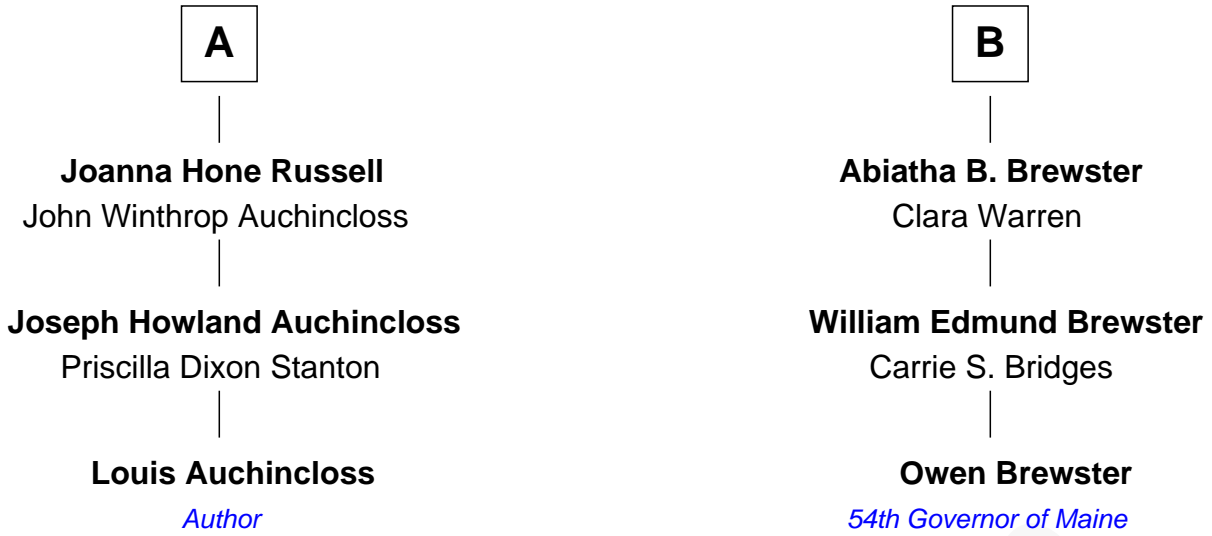 A
Joanna Hone Russell
John Winthrop Auchincloss
Joseph Howland Auchincloss
Priscilla Dixon Stanton
Louis Auchincloss
Author
B
Abiatha B. Brewster
Clara Warren
William Edmund Brewster
Carrie S. Bridges
Owen Brewster
54th Governor of Maine